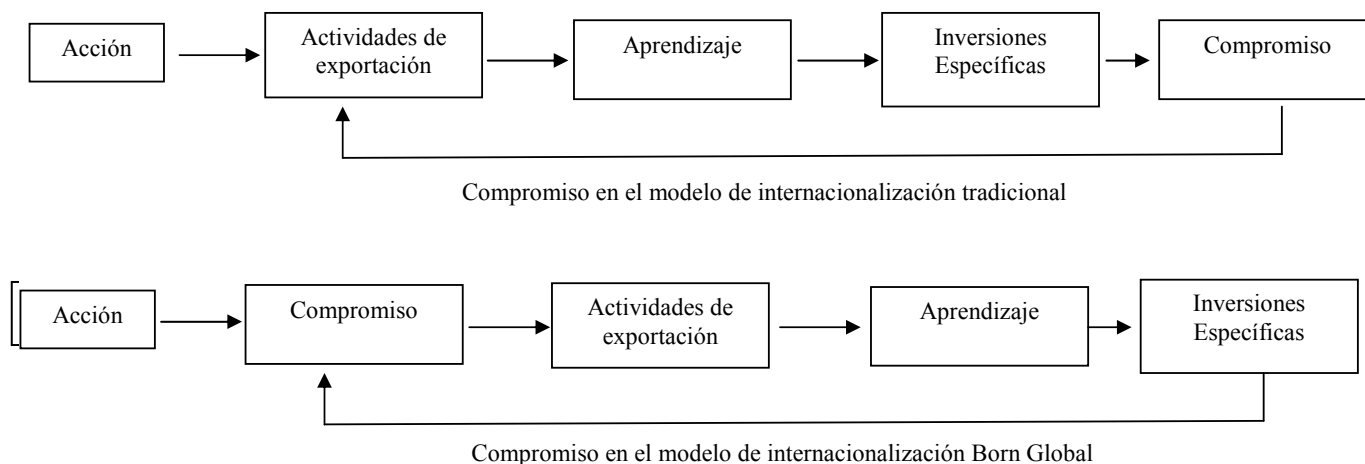 Acción
Actividades de
exportación
Aprendizaje
Inversiones
Específicas
Compromiso
Compromiso en el modelo de internacionalización tradicional
Acción
Compromiso
Actividades de
exportación
Aprendizaje
Inversiones
Específicas
Compromiso en el modelo de internacionalización Born Global